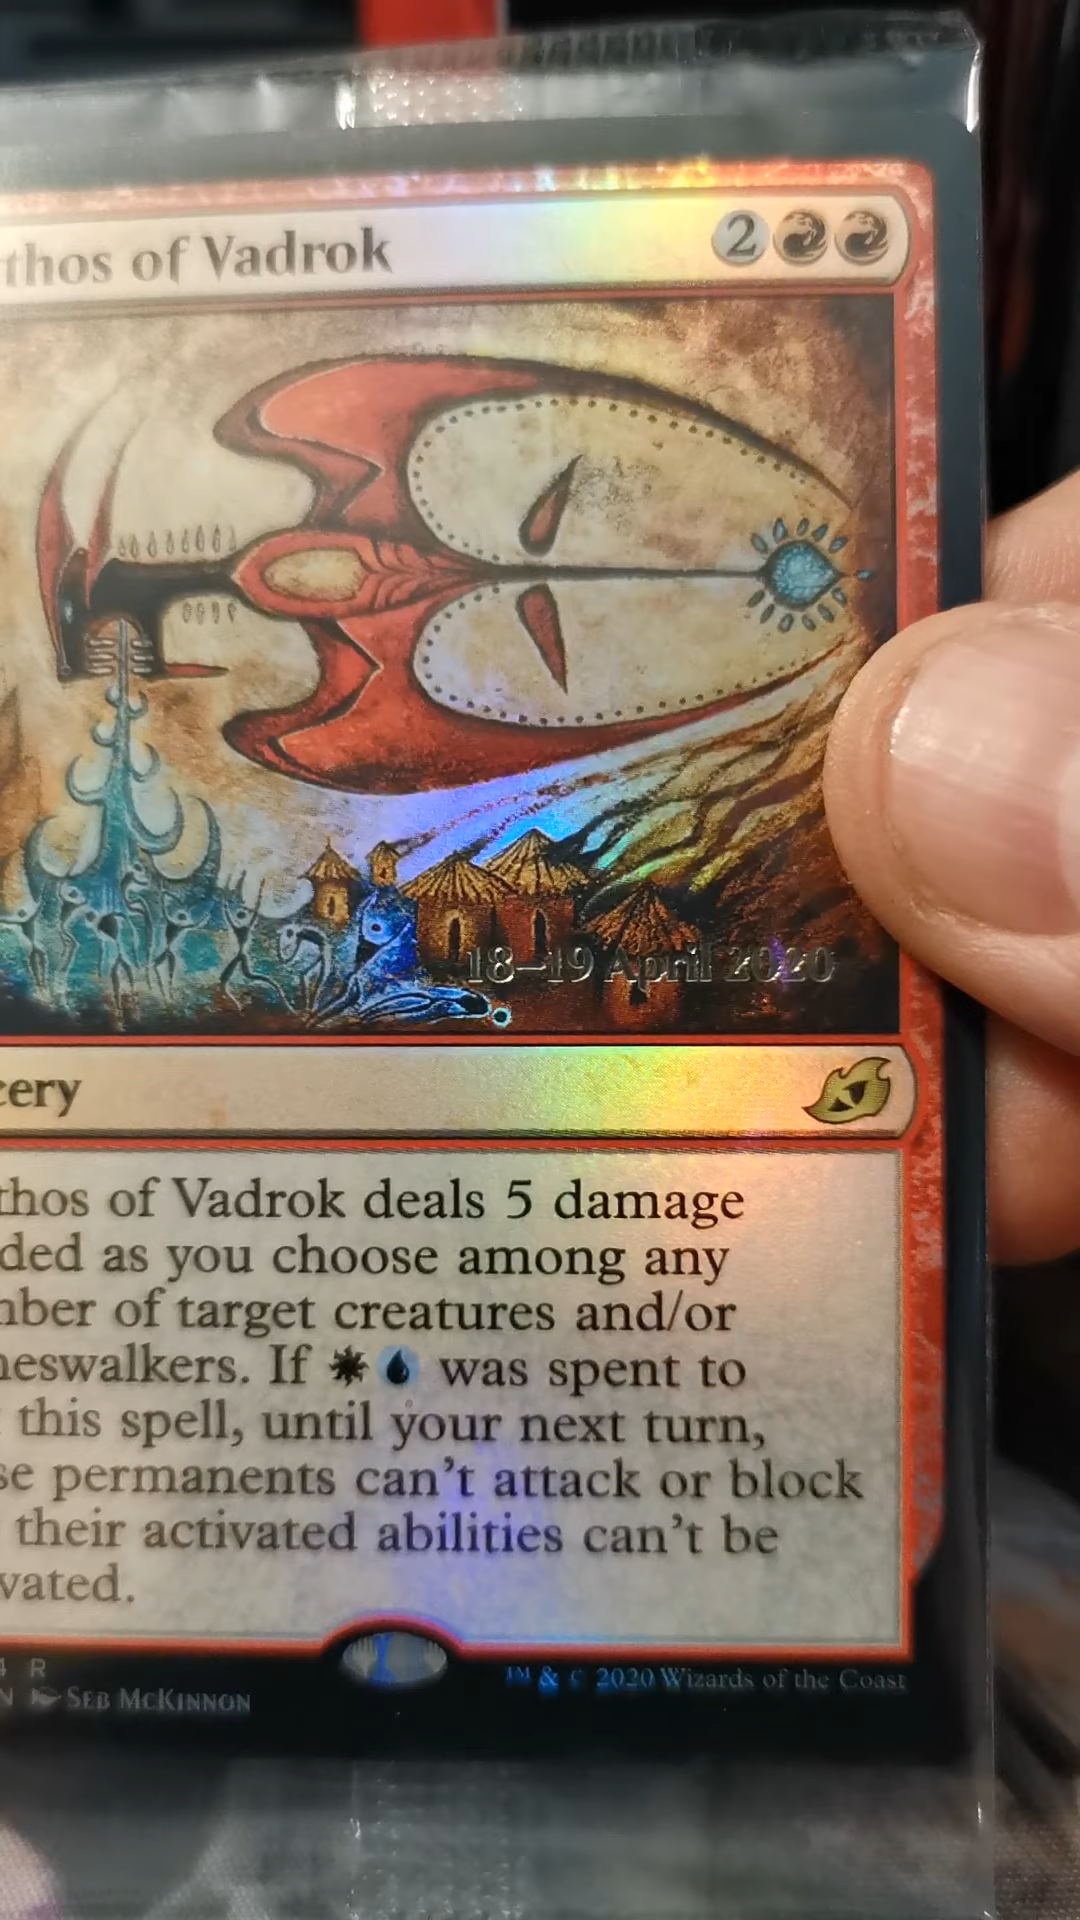 thos of Vadrok 2
18–19 April 2020
cery
thos of Vadrok deals 5 damage
ded as you choose among any
ber of target creatures and/or
neswalkers. If was spent to
this spell, until your next turn,
se permanents can't attack or block
their activated abilities can't be
vated.
4 R
N SEB MCKINNON
™ & © 2020 Wizards of the Coast